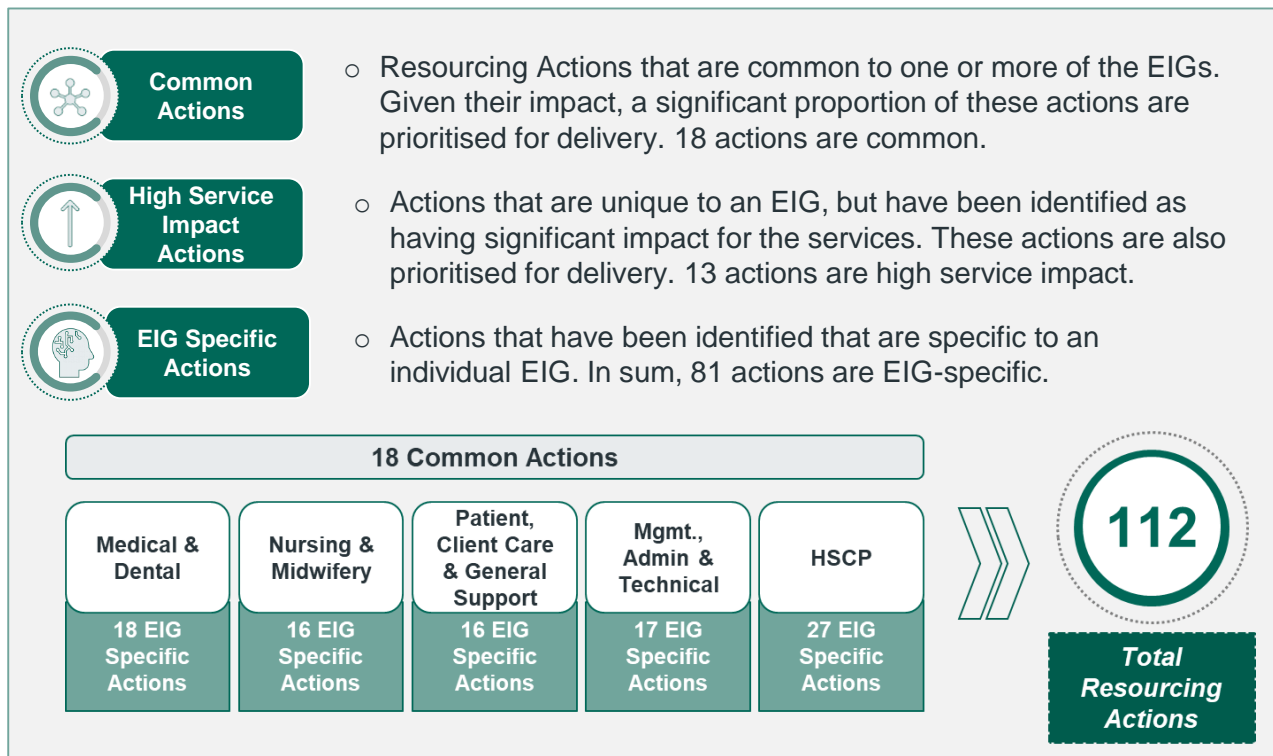 Common
Actions
○ Resourcing Actions that are common to one or more of the EIGs.
Given their impact, a significant proportion of these actions are
prioritised for delivery. 18 actions are common.
High Service
Impact
Actions
○ Actions that are unique to an EIG, but have been identified as
having significant impact for the services. These actions are also
prioritised for delivery. 13 actions are high service impact.
EIG Specific
Actions
○ Actions that have been identified that are specific to an
individual EIG. In sum, 81 actions are EIG-specific.
18 Common Actions
Medical &
Dental
18 EIG
Specific
Actions
Nursing &
Midwifery
16 EIG
Specific
Actions
Patient,
Client Care
& General
Support
16 EIG
Specific
Actions
Mgmt.,
Admin &
Technical
17 EIG
Specific
Actions
HSCP
27 EIG
Specific
Actions
112
Total
Resourcing
Actions